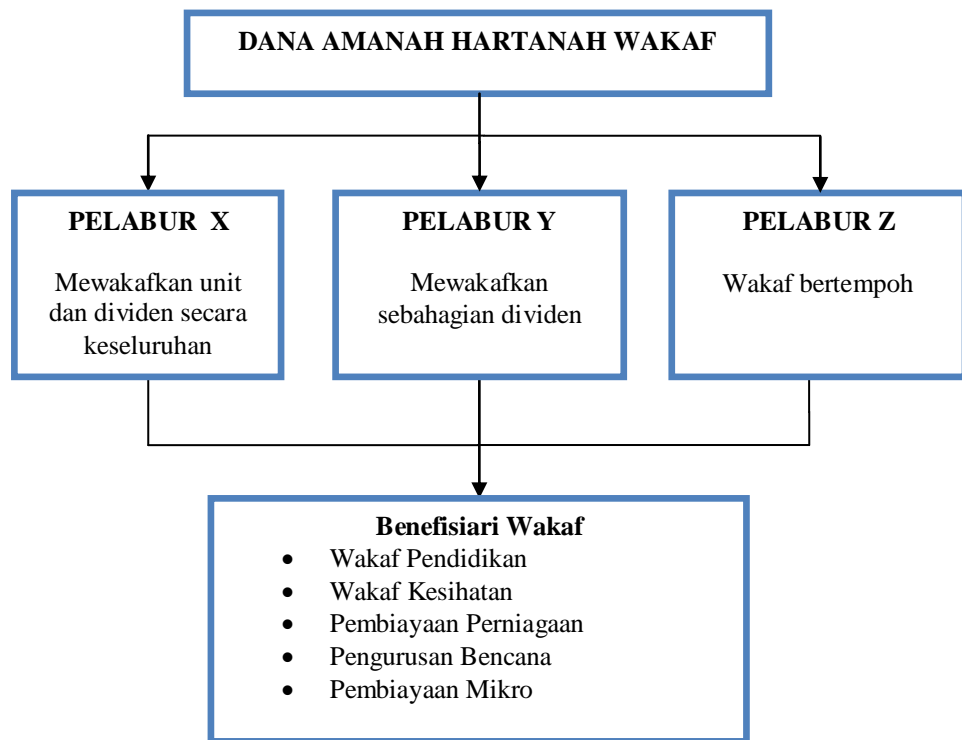 DANA AMANAH HARTANAH WAKAF
PELABUR X
Mewakafkan unit
dan dividen secara
keseluruhan
PELABUR Y
Mewakafkan
sebahagian dividen
PELABUR Z
Wakaf bertempoh
Benefisiari Wakaf
• Wakaf Pendidikan
• Wakaf Kesihatan
• Pembiayaan Perniagaan
• Pengurusan Bencana
• Pembiayaan Mikro